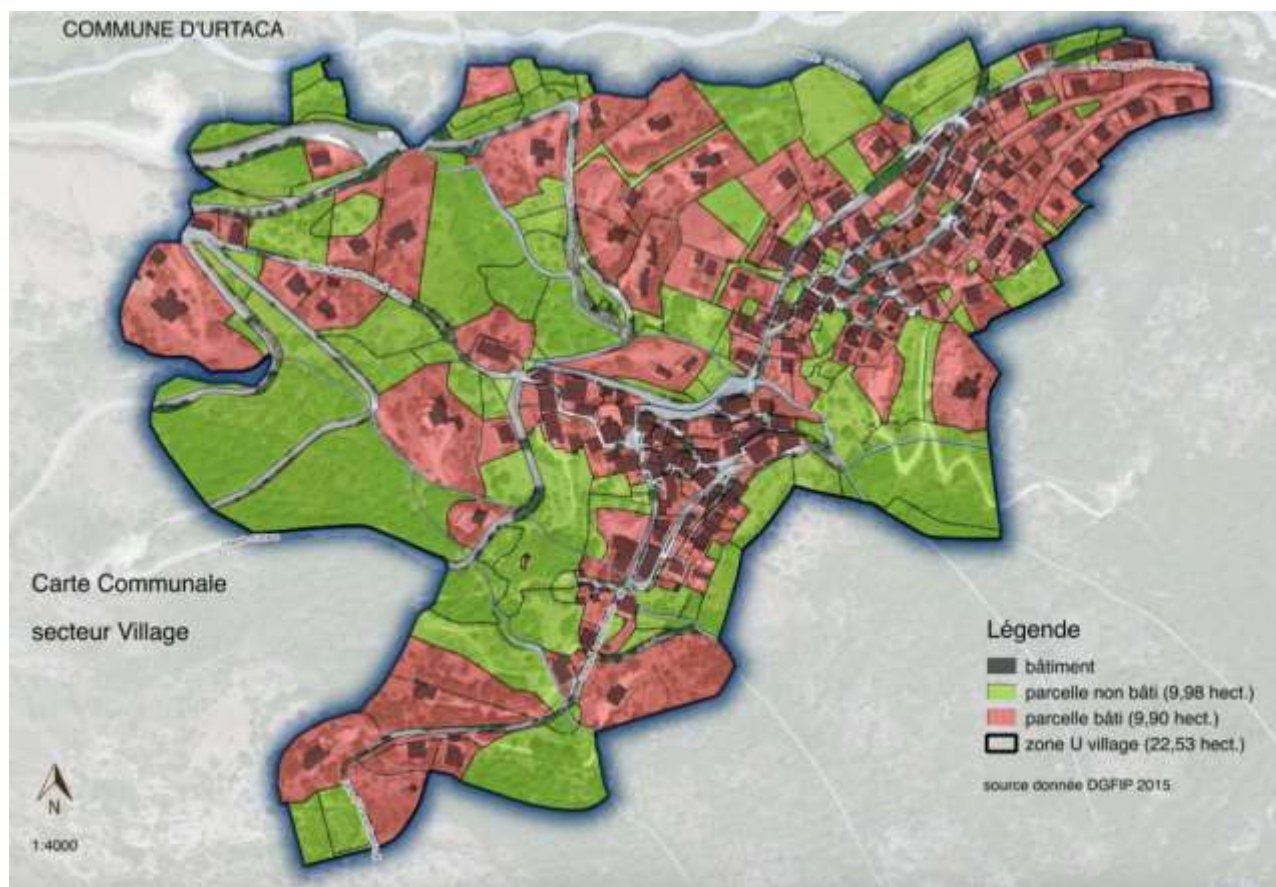 COMMUNE D'URTACA
Carte Communale
secteur Village
N
1:4000
Légende
bâtiment
parcelle non bâti (9,98 hect.)
parcelle bâti (9,90 hect.)
zone U village (22,53 hect.)
source donnée DGFIP 2015